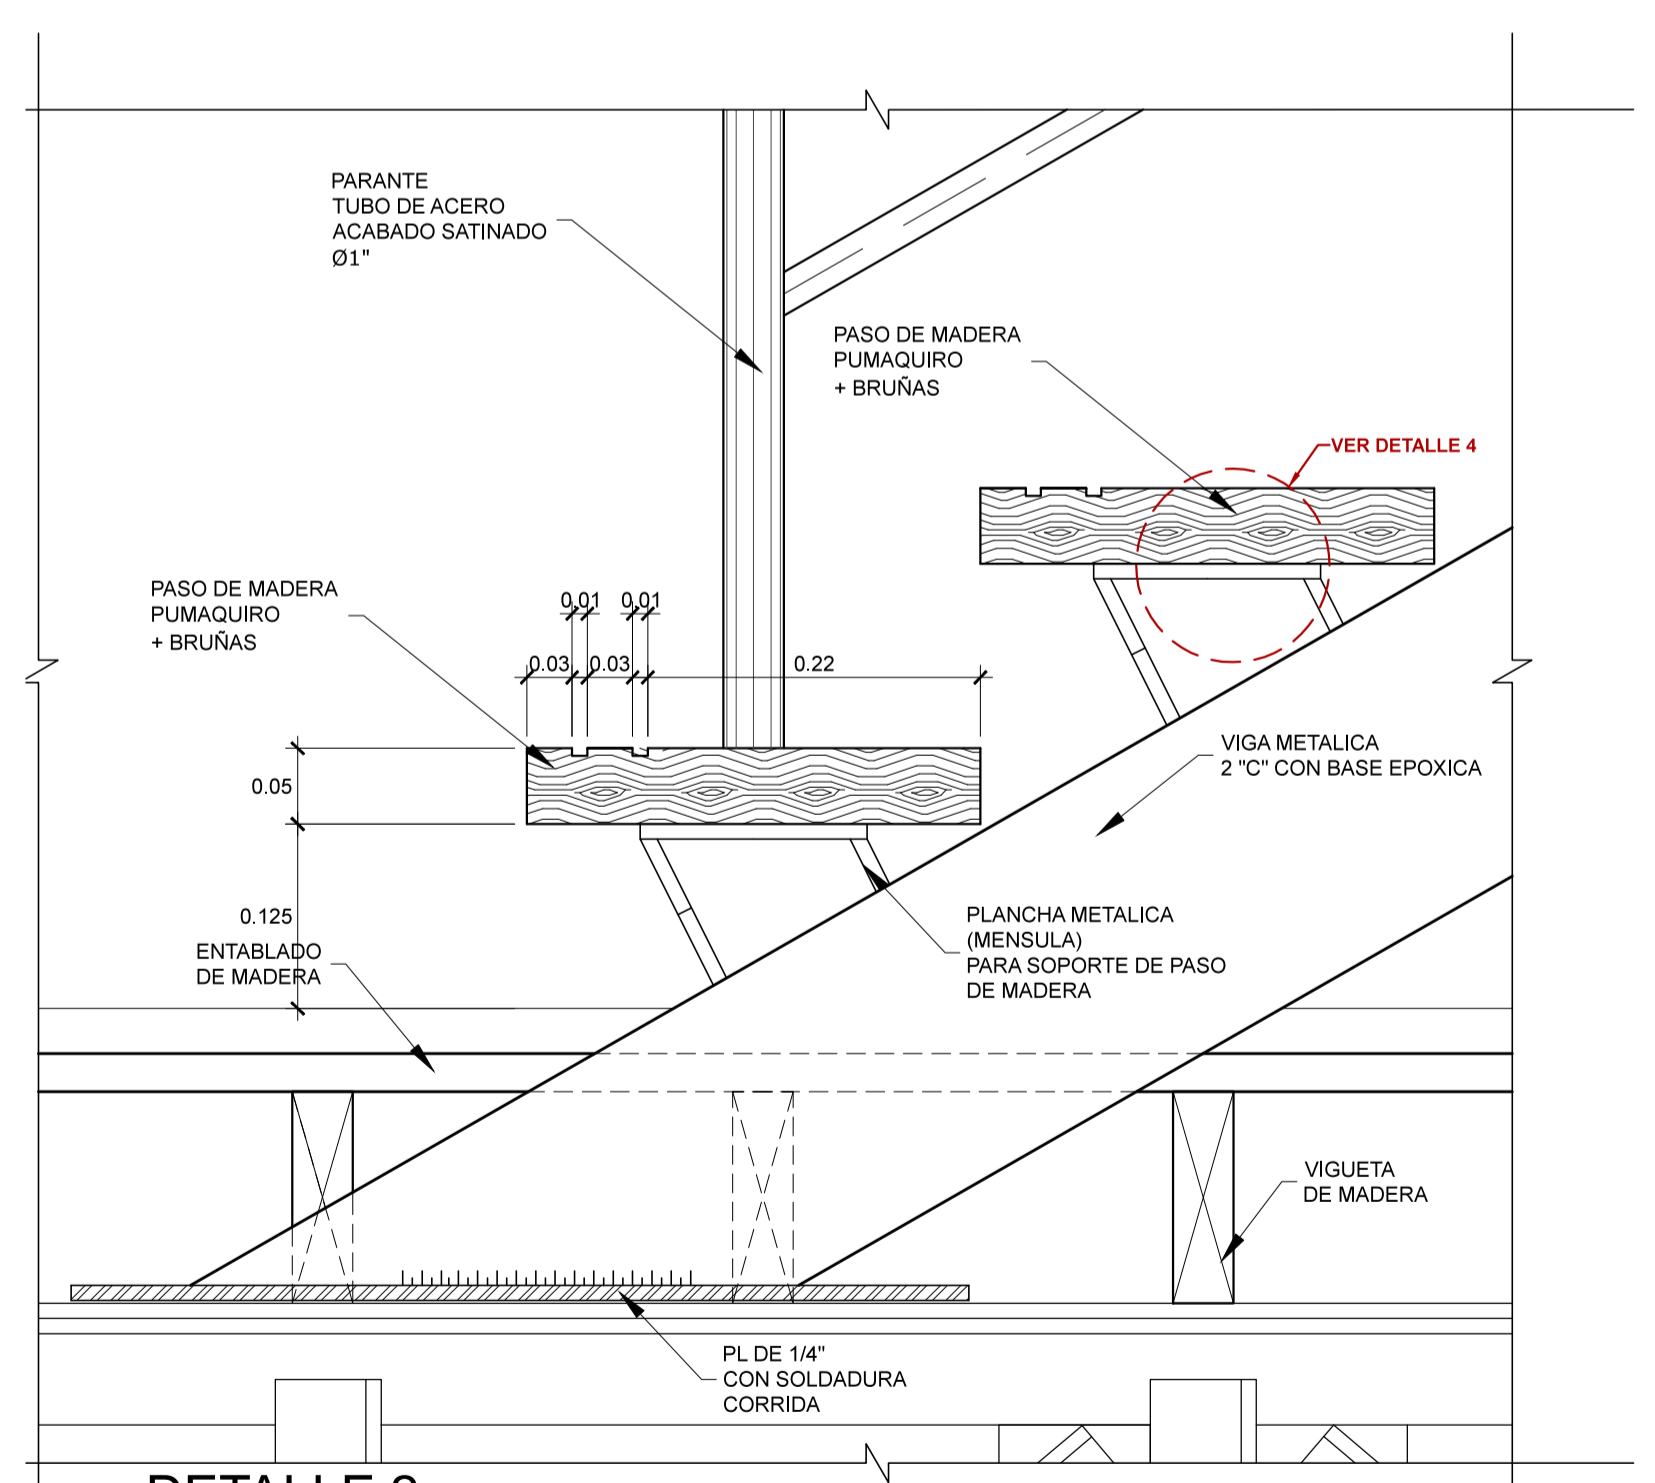 PARANTE
TUBO DE ACERO
ACABADO SATINADO
Ø1"
PASO DE MADERA
PUMAQUIRO
+ BRUÑAS
VER DETALLE 4
PASO DE MADERA
PUMAQUIRO
+ BRUÑAS
0.01 0.01
0.03 0.03 0.22
0.05
0.125
VIGA METALICA
2 "C" CON BASE EPOXICA
PLANCHA METALICA
(MENSULA)
PARA SOPORTE DE PASO
DE MADERA
ENTABLADO
DE MADERA
VIGUETA
DE MADERA
PL DE 1/4"
CON SOLDADURA
CORRIDA
DETALLE